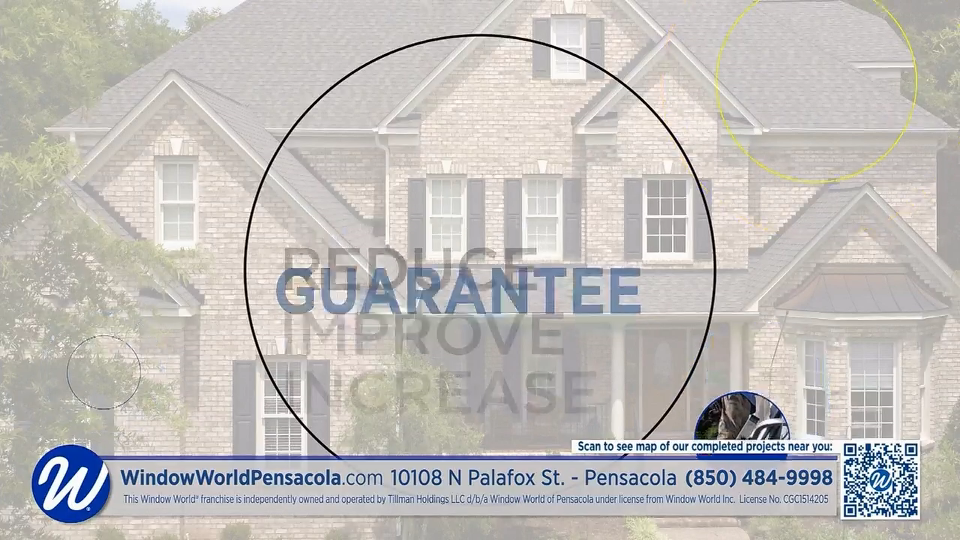 REDUCE
GUARANTEE
IMPROVE
INCREASE
Scan to see map of our completed projects near you:
W WindowWorldPensacola.com 10108 N Palafox St. - Pensacola (850) 484-9998
This Window World® franchise is independently owned and operated by Tillman Holdings LLC d/b/a Window World of Pensacola under license from Window World Inc. License No. CGC1514205
W